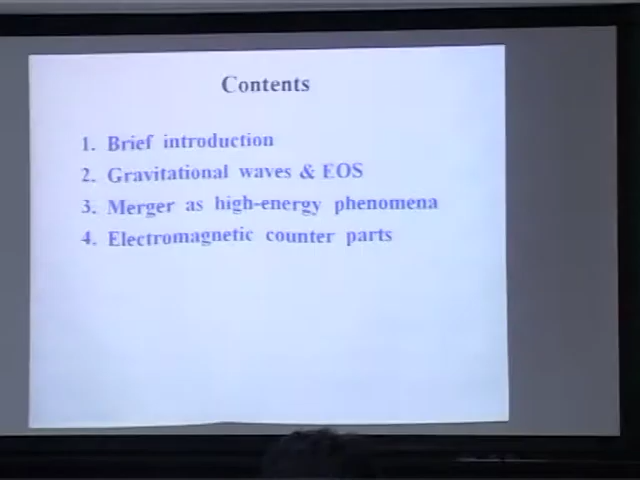 Contents
1. Brief introduction
2. Gravitational waves & EOS
3. Merger as high-energy phenomena
4. Electromagnetic counter parts